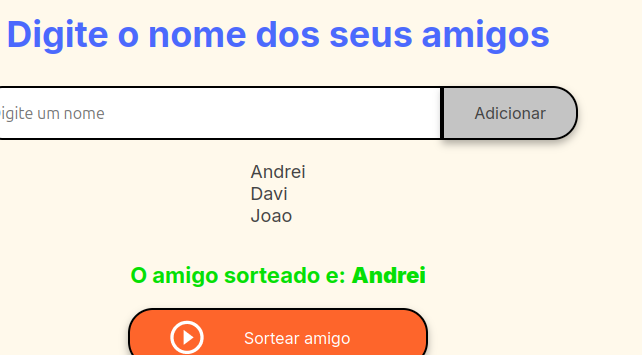 Digite o nome dos seus amigos
igite um nome
Adicionar
Andrei
Davi
Joao
O amigo sorteado e: Andrei
Sortear amigo